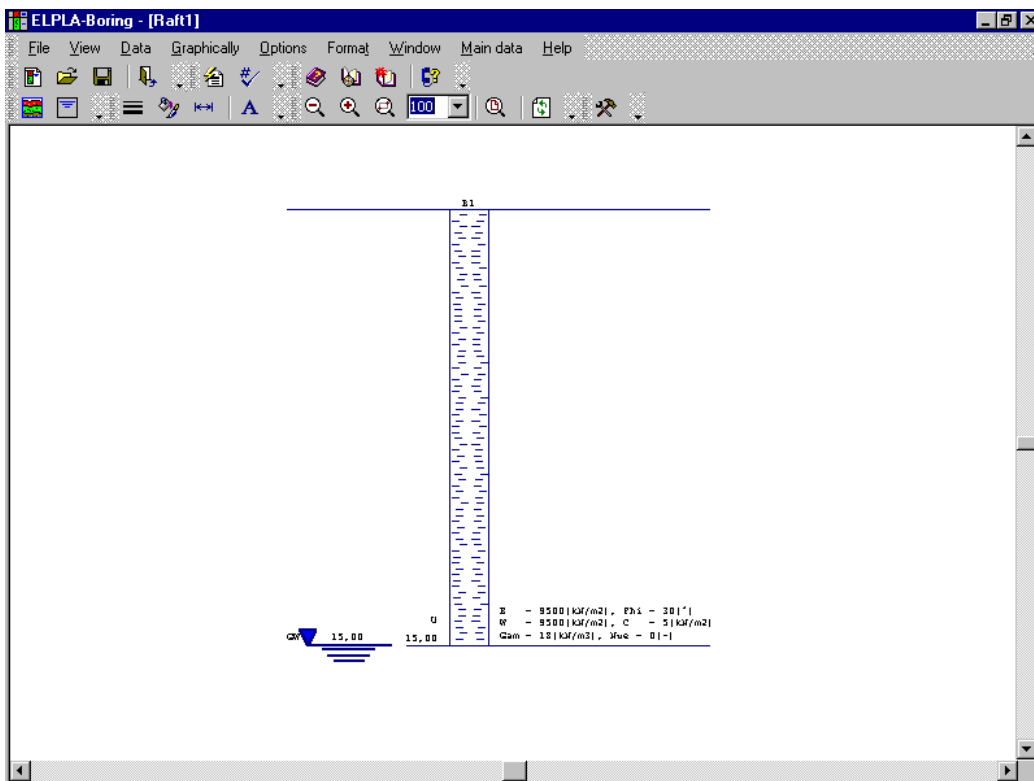 ELPLA-Boring - [Raft1]
File View Data Graphically Options Format Window Main data Help
100
B1
E - 9500[kN/m2], Phi - 30[°]
U
W - 9500[kN/m2], C - 5[kN/m2]
GW 15,00
15,00
Gam - 18[kN/m3], Nue - 0[-]